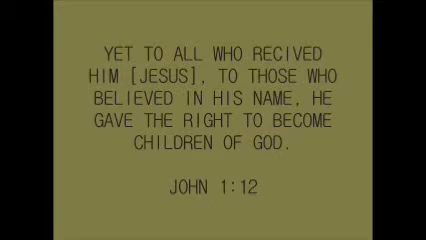 YET TO ALL WHO RECIVED
HIM [JESUS], TO THOSE WHO
BELIEVED IN HIS NAME, HE
GAVE THE RIGHT TO BECOME
CHILDREN OF GOD.
JOHN 1:12